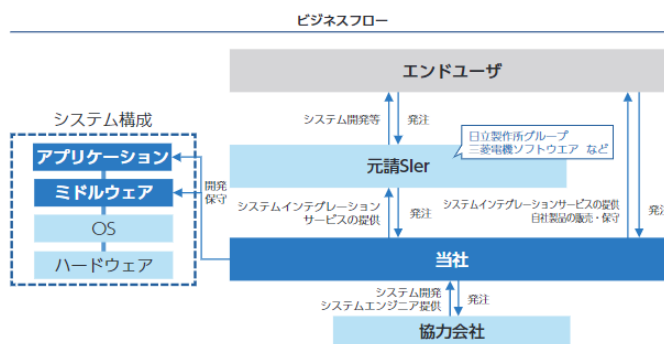 ビジネスフロー
エンドユーザ
システム開発等
発注
日立製作所グループ
三菱電機ソフトウエア など
元請SIer
システムインテグレーション
サービスの提供
発注
システムインテグレーションサービスの提供
自社製品の販売・保守
発注
システム構成
アプリケーション
ミドルウェア
OS
ハードウェア
開発
保守
当社
システム開発
システムエンジニア提供
発注
協力会社